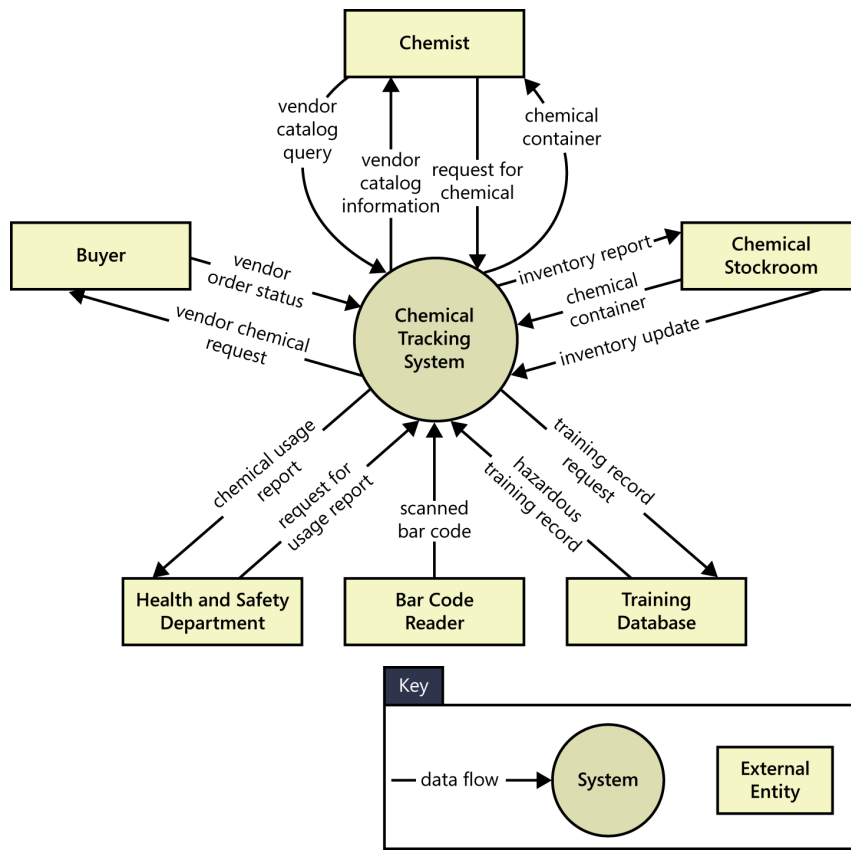 Chemist
vendor
catalog
query
vendor
catalog
information
request for
chemical
chemical
container
Buyer
vendor
order status
vendor chemical
request
Chemical
Tracking
System
inventory report
chemical
container
inventory update
Chemical
Stockroom
chemical usage
report
request for
usage report
scanned
bar code
hazardous
training record
training record
request
Health and Safety
Department
Bar Code
Reader
Training
Database
Key
data flow
System
External
Entity